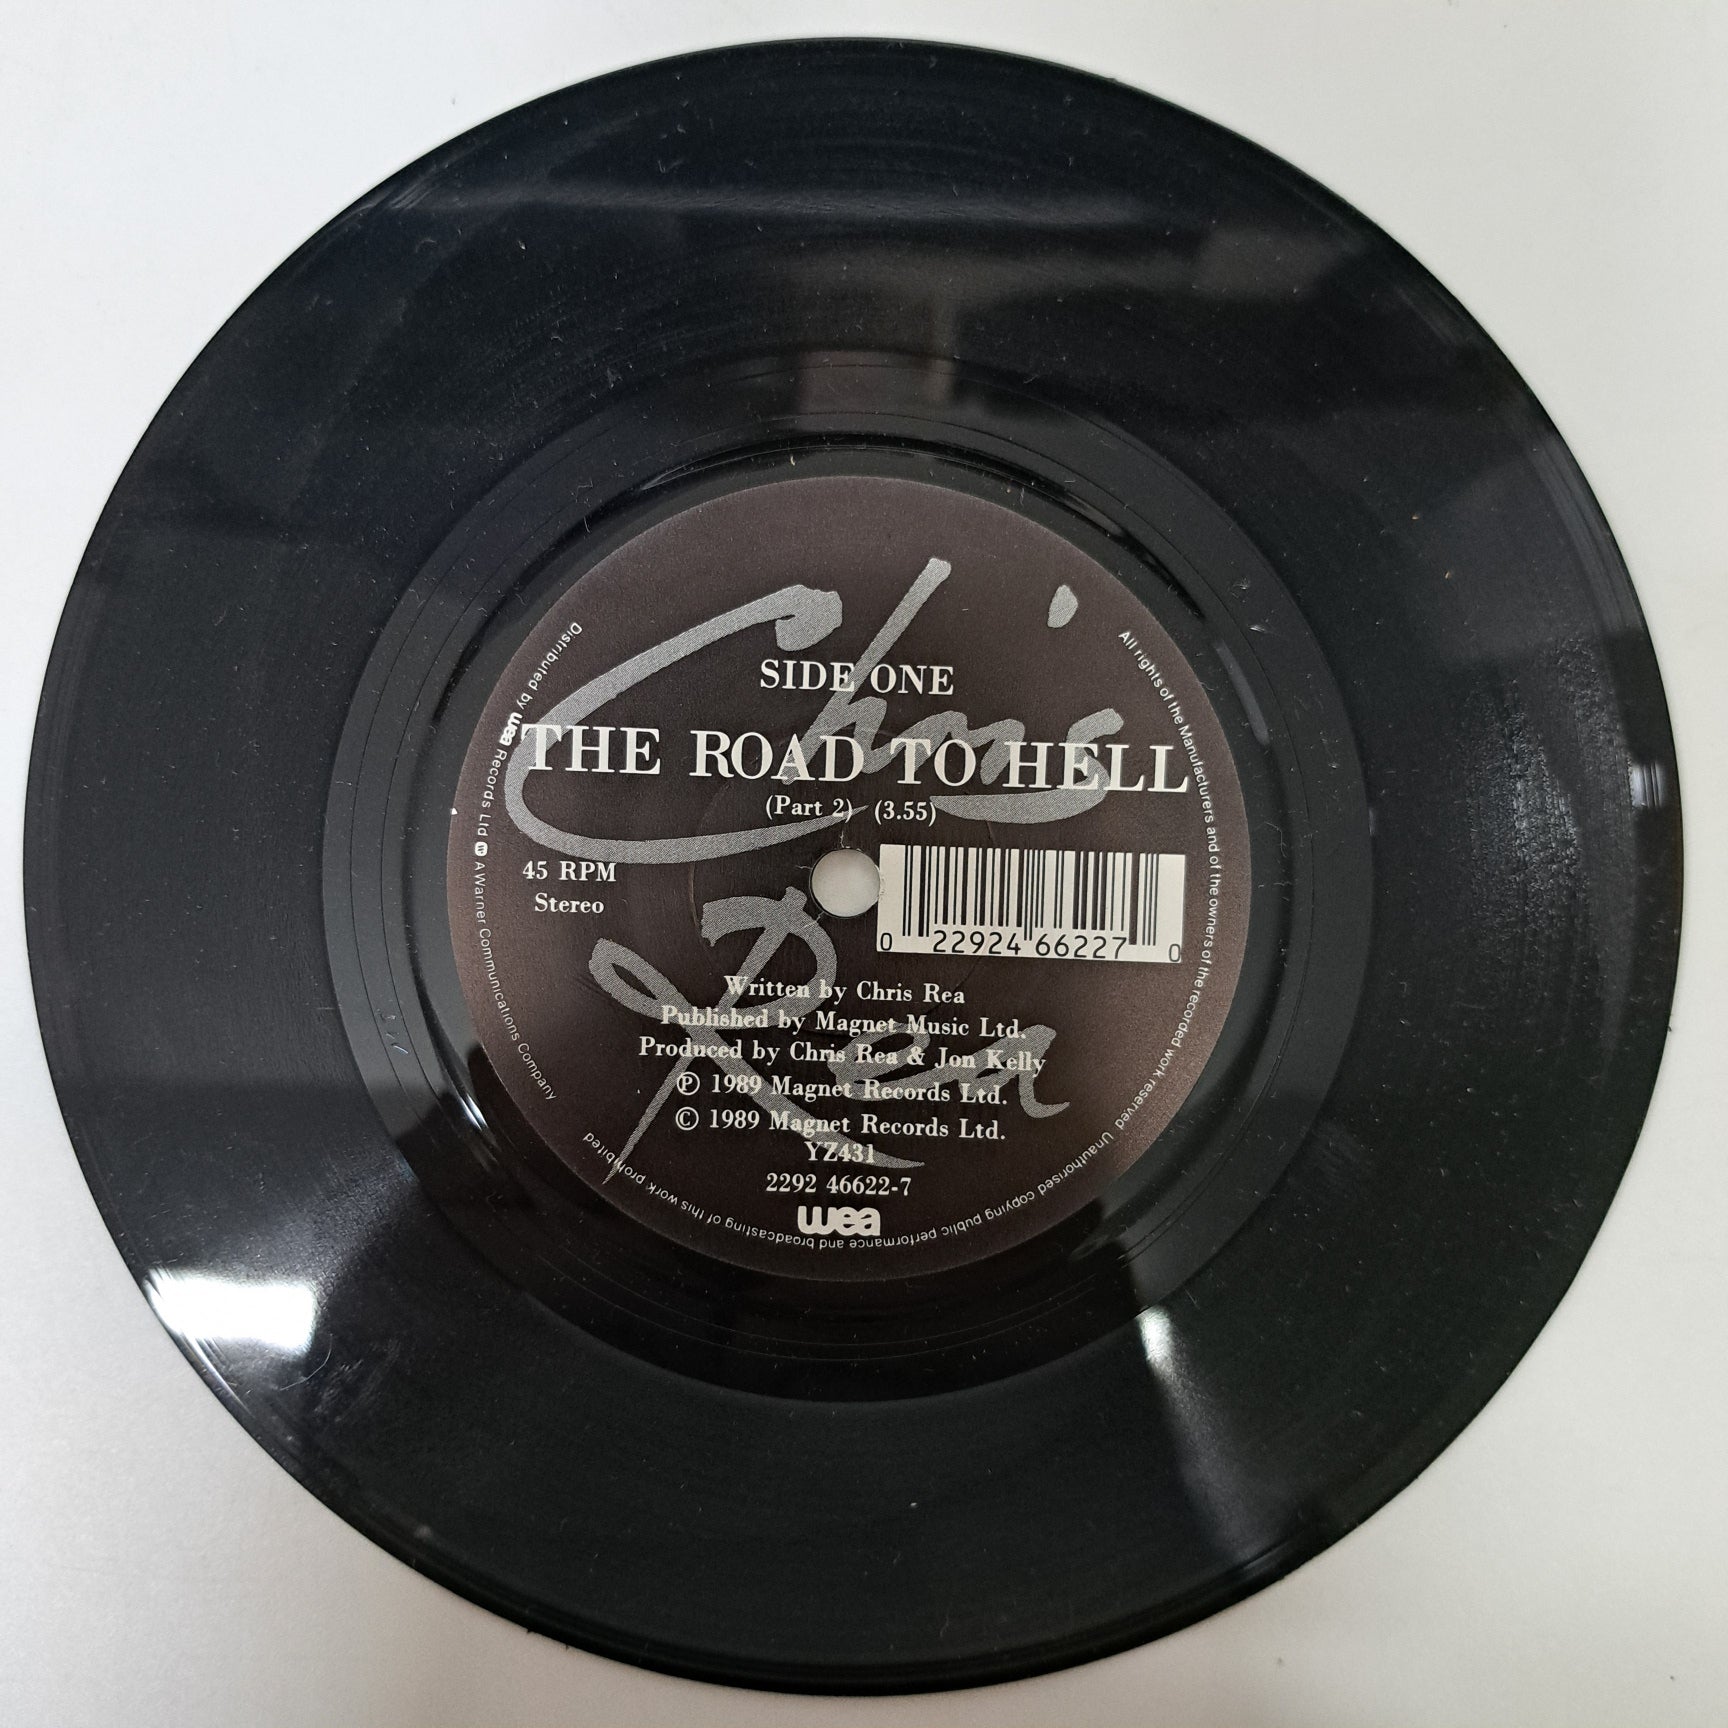 Chris
Rea
SIDE ONE
THE ROAD TO HELL
(Part 2) (3.55)
45 RPM
Stereo
0 22924 66227 0
Written by Chris Rea
Published by Magnet Music Ltd.
Produced by Chris Rea & Jon Kelly
℗ 1989 Magnet Records Ltd.
© 1989 Magnet Records Ltd.
YZ431
2292 46622-7
wea
Distributed by wea Records Ltd w A Warner Communications Company
All rights of the Manufacturers and of the owners of the recorded work reserved Unauthorised copying public performance and broadcasting of this work prohibited